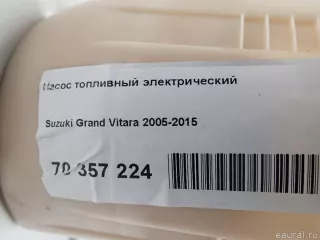 Насос топливный электрический
Suzuki Grand Vitara 2005-2015
70 357 224
eaural.ru